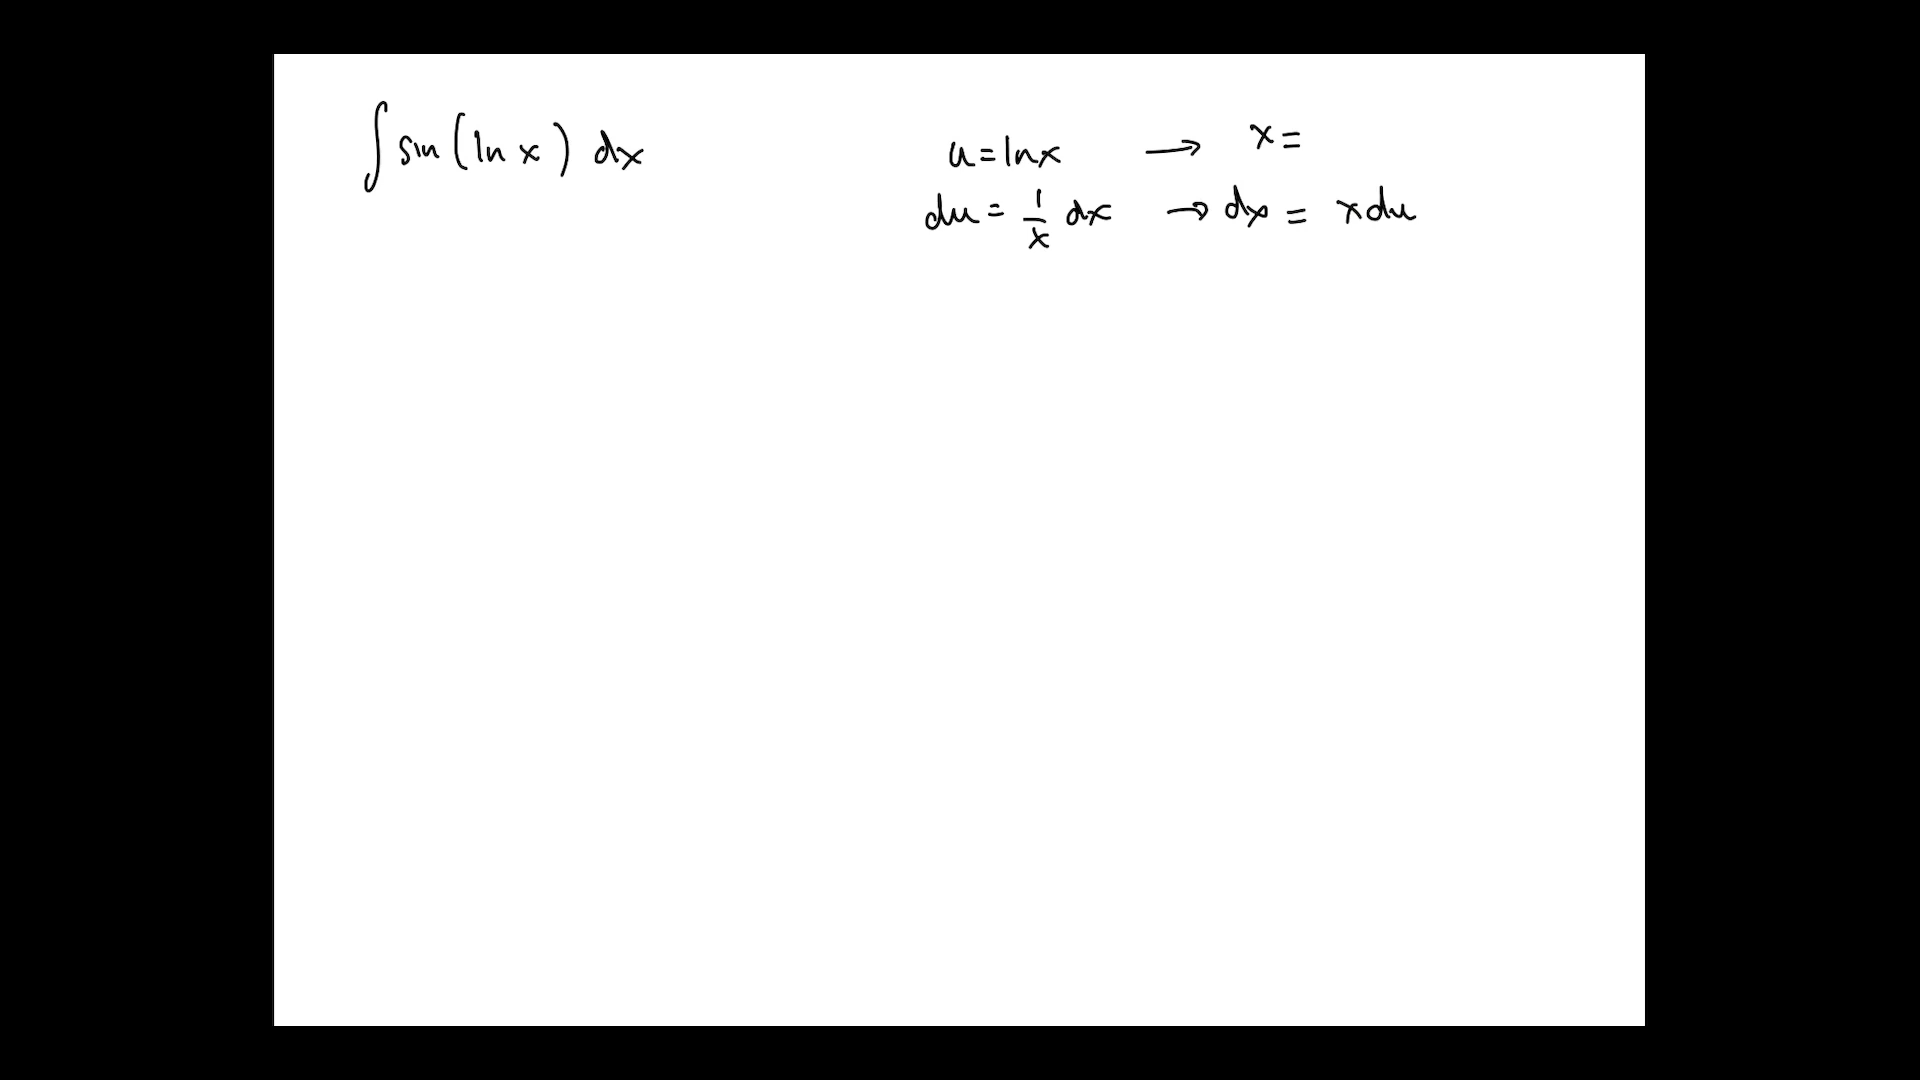 ∫ sin (ln x) dx
u = ln x → x =
du = 1/x dx → dx = x du